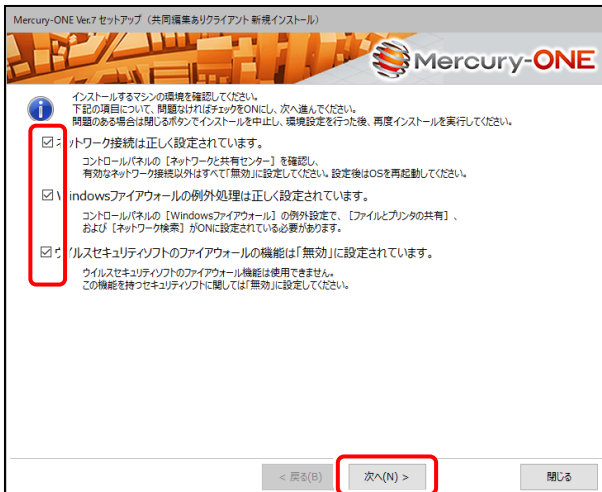 Mercury-ONE Ver.7 セットアップ（共同編集ありクライアント 新規インストール）
Mercury-ONE
インストールするマシンの環境を確認してください。
下記の項目について、問題なければチェックをONにし、次へ進んでください。
問題のある場合は閉じるボタンでインストールを中止し、環境設定を行った後、再度インストールを実行してください。
ネットワーク接続は正しく設定されています。
コントロールパネルの［ネットワークと共有センター］を確認し、
有効なネットワーク接続以外はすべて「無効」に設定してください。設定後はOSを再起動してください。
Windowsファイアウォールの例外処理は正しく設定されています。
コントロールパネルの［Windowsファイアウォール］の例外設定で、［ファイルとプリンタの共有］、
および［ネットワーク検索］がONに設定されている必要があります。
ウイルスセキュリティソフトのファイアウォールの機能は「無効」に設定されています。
ウイルスセキュリティソフトのファイアウォール機能は使用できません。
この機能を持つセキュリティソフトに関しては「無効」に設定してください。
< 戻る(B)
次へ(N) >
閉じる